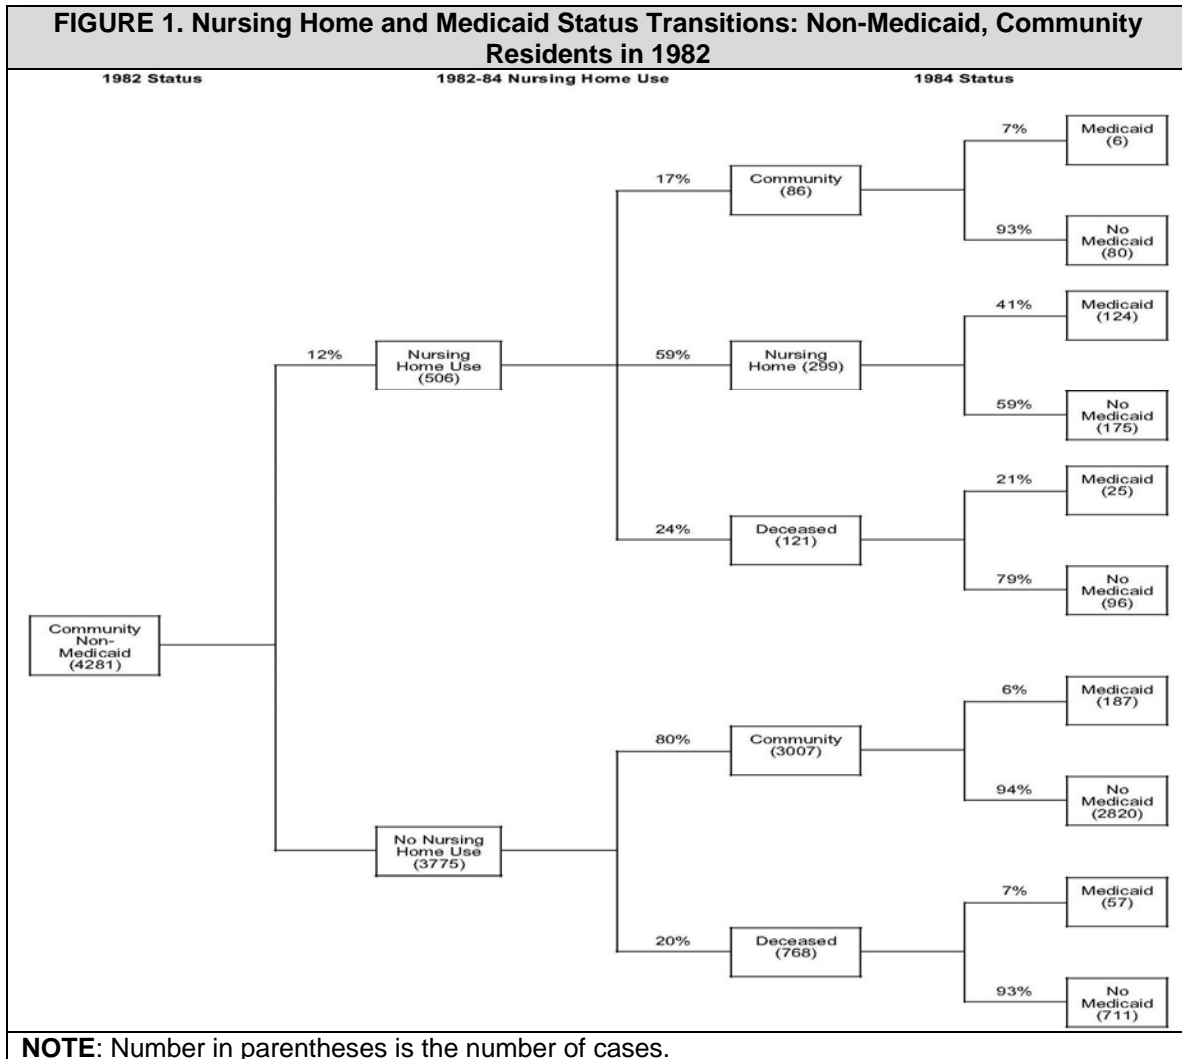 FIGURE 1. Nursing Home and Medicaid Status Transitions: Non-Medicaid, Community
Residents in 1982
1982 Status
1982-84 Nursing Home Use
1984 Status
7%
Medicaid
(6)
17%
Community
(86)
93%
No
Medicaid
(80)
41%
Medicaid
(124)
12%
Nursing
Home Use
(506)
59%
Nursing
Home (299)
59%
No
Medicaid
(175)
21%
Medicaid
(25)
24%
Deceased
(121)
79%
No
Medicaid
(96)
Community
Non-
Medicaid
(4281)
6%
Medicaid
(187)
80%
Community
(3007)
94%
No
Medicaid
(2820)
No Nursing
Home Use
(3775)
7%
Medicaid
(57)
20%
Deceased
(768)
93%
No
Medicaid
(711)
NOTE: Number in parentheses is the number of cases.